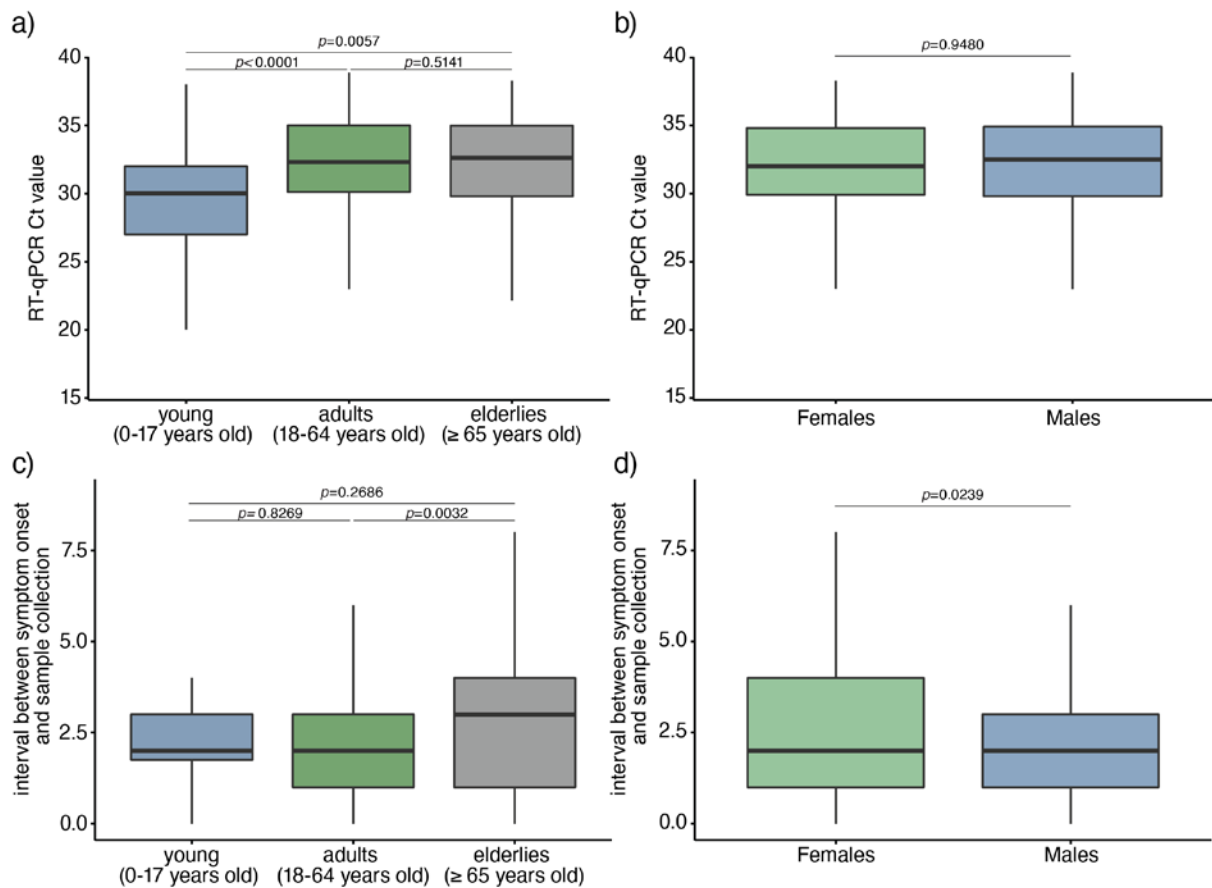 a)
p=0.0057
p<0.0001
p=0.5141
40
35
30
25
20
15
RT-qPCR Ct value
young
(0-17 years old)
adults
(18-64 years old)
elderlies
(≥ 65 years old)
b)
p=0.9480
40
35
30
25
20
15
RT-qPCR Ct value
Females
Males
c)
p=0.2686
p=0.8269
p=0.0032
7.5
5.0
2.5
0.0
interval between symptom onset
and sample collection
young
(0-17 years old)
adults
(18-64 years old)
elderlies
(≥ 65 years old)
d)
p=0.0239
7.5
5.0
2.5
0.0
interval between symptom onset
and sample collection
Females
Males